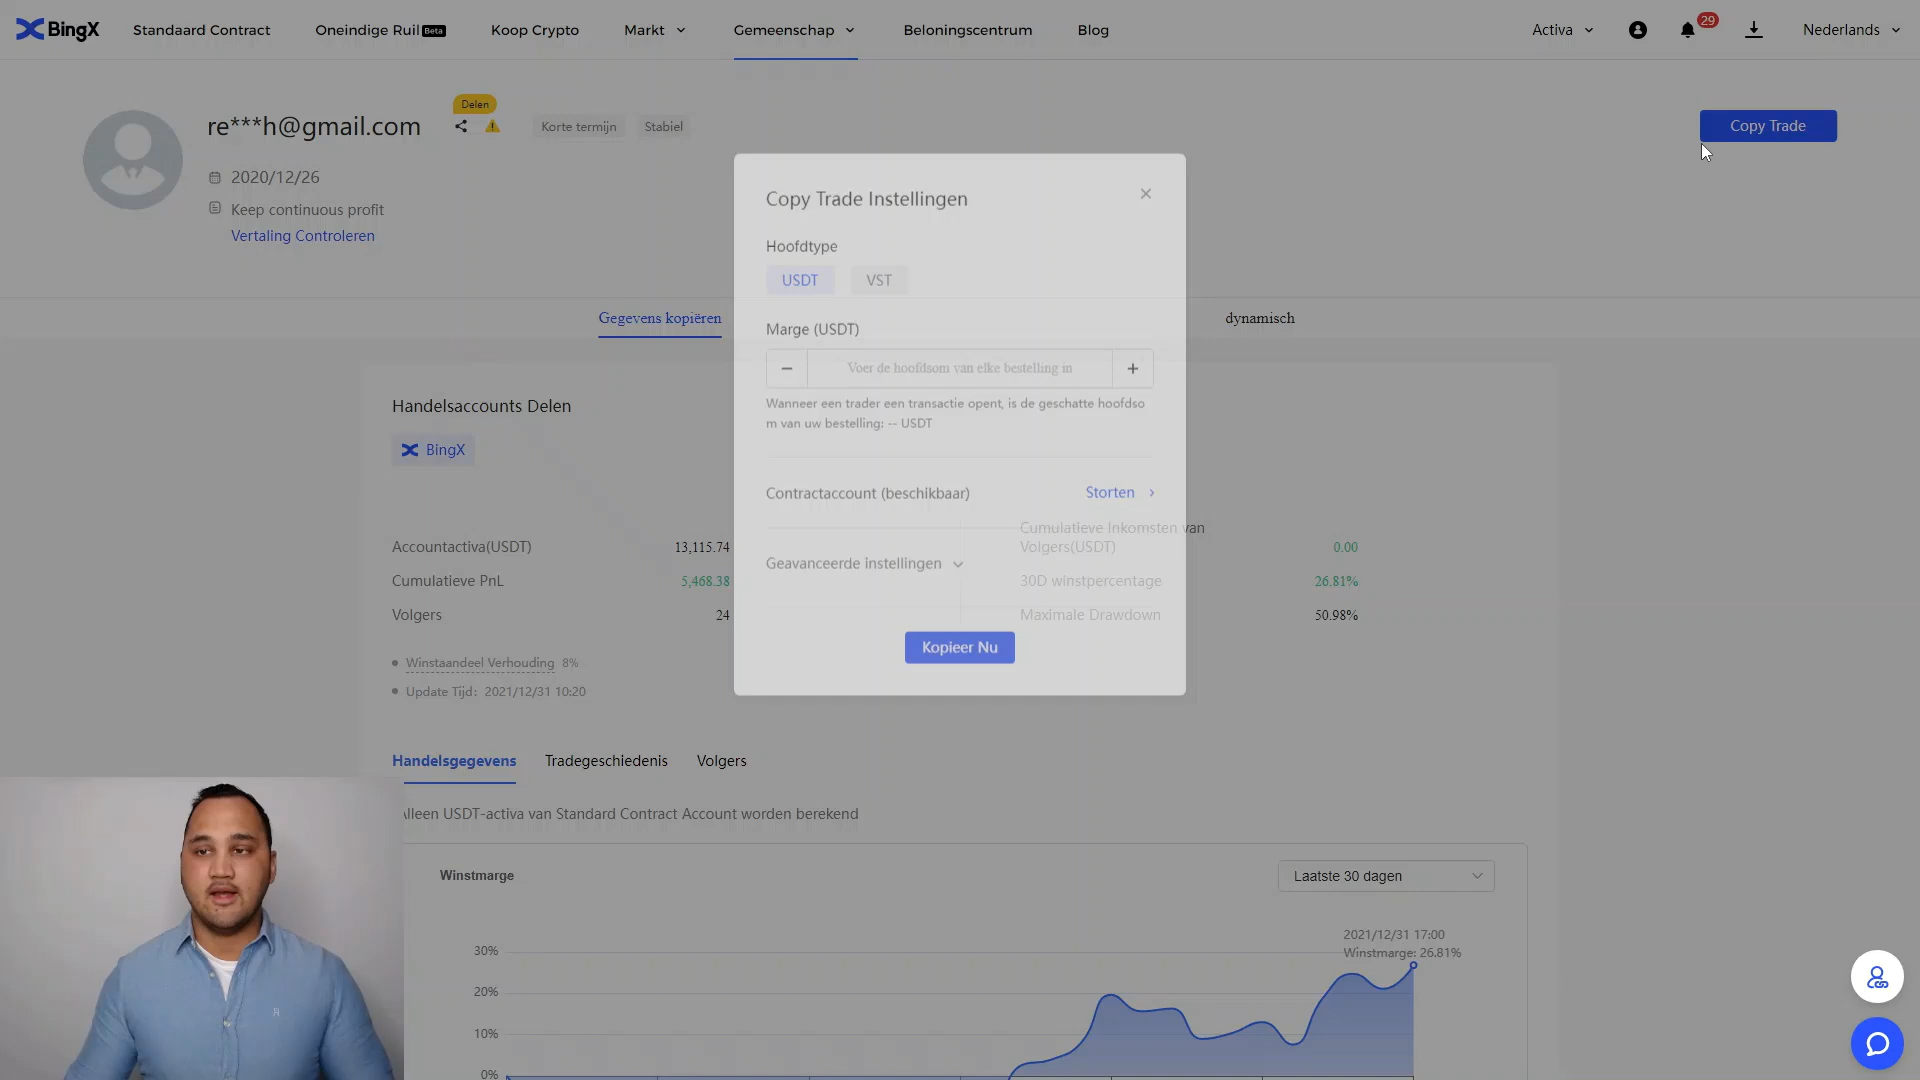 BingX
Standaard Contract
Oneindige Ruil Beta
Koop Crypto
Markt
Gemeenschap
Beloningscentrum
Blog
Activa
29
Nederlands
re***h@gmail.com
Delen
Korte termijn
Stabiel
Copy Trade
2020/12/26
Keep continuous profit
Vertaling Controleren
Gegevens kopiëren
dynamisch
Copy Trade Instellingen
Hoofdtype
USDT
VST
Marge (USDT)
Voer de hoofdsom van elke bestelling in
Wanneer een trader een transactie opent, is de geschatte hoofdso
m van uw bestelling: -- USDT
Contractaccount (beschikbaar)
Storten
Geavanceerde instellingen
Kopieer Nu
Handelsaccounts Delen
BingX
Accountactiva(USDT) 13,115.74
Cumulatieve PnL 5,468.38
Volgers 24
Cumulatieve Inkomsten van
Volgers(USDT) 0.00
30D winstpercentage 26.81%
Maximale Drawdown 50.98%
Winstaandeel Verhouding 8%
Update Tijd: 2021/12/31 10:20
Handelsgegevens
Tradegeschiedenis
Volgers
Alleen USDT-activa van Standard Contract Account worden berekend
Winstmarge
Laatste 30 dagen
2021/12/31 17:00
Winstmarge: 26.81%
30%
20%
10%
0%